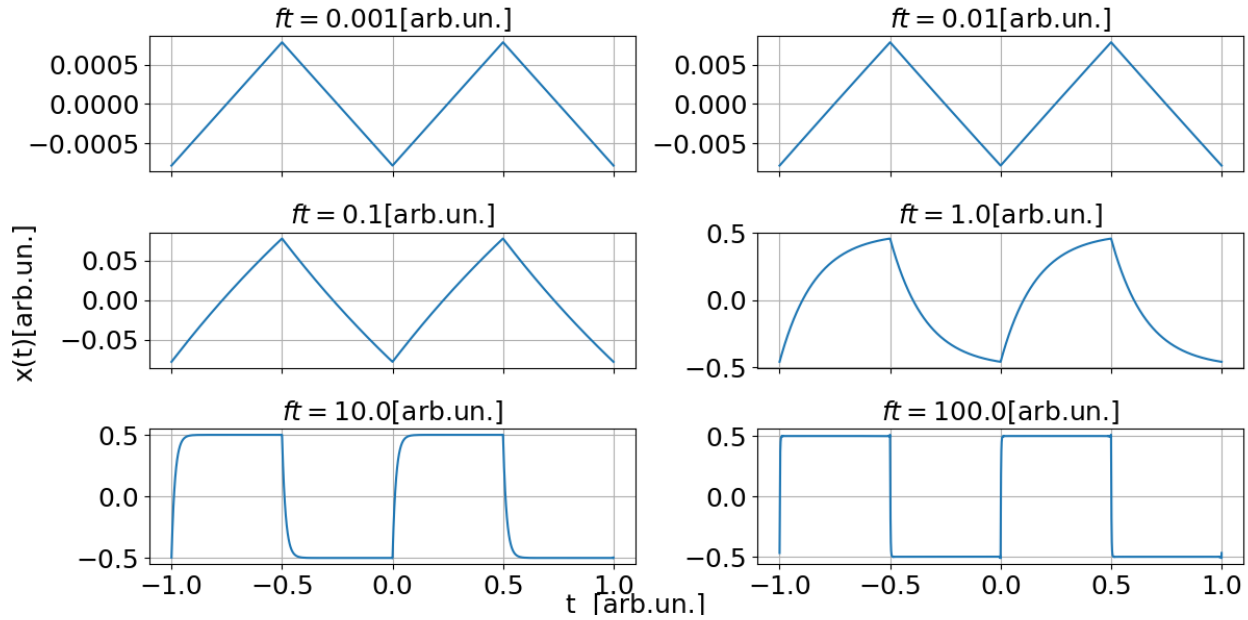 ft = 0.001[arb.un.]
ft = 0.01[arb.un.]
0.0005
0.0000
−0.0005
0.005
0.000
−0.005
ft = 0.1[arb.un.]
ft = 1.0[arb.un.]
0.05
0.00
−0.05
0.5
0.0
−0.5
x(t)[arb.un.]
ft = 10.0[arb.un.]
ft = 100.0[arb.un.]
0.5
0.0
−0.5
0.5
0.0
−0.5
−1.0 −0.5 0.0 0.5 1.0
−1.0 −0.5 0.0 0.5 1.0
t [arb.un.]